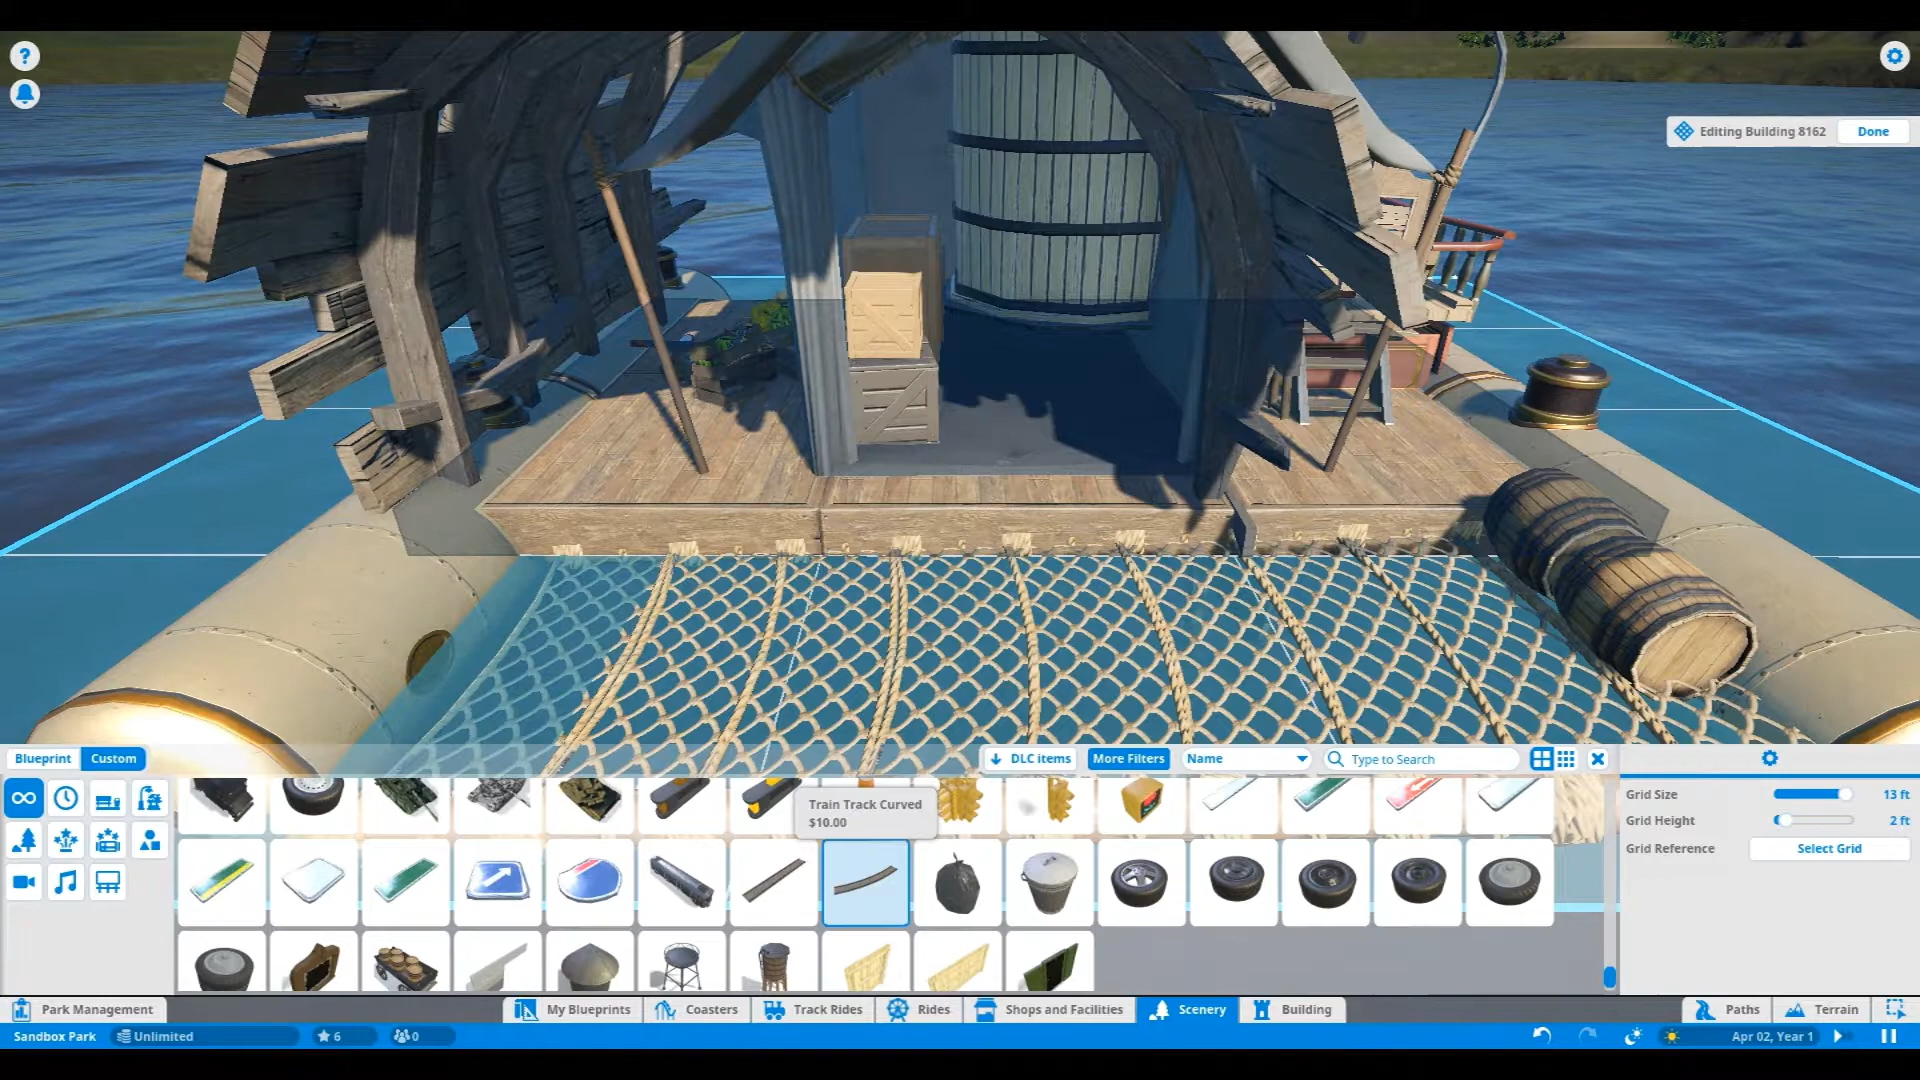 ?
Editing Building 8162 Done
Blueprint Custom
DLC items More Filters Name Type to Search
Train Track Curved
$10.00
Grid Size 13 ft
Grid Height 2 ft
Grid Reference Select Grid
Park Management My Blueprints Coasters Track Rides Rides Shops and Facilities Scenery Building Paths Terrain
Sandbox Park Unlimited 6 0 Apr 02, Year 1